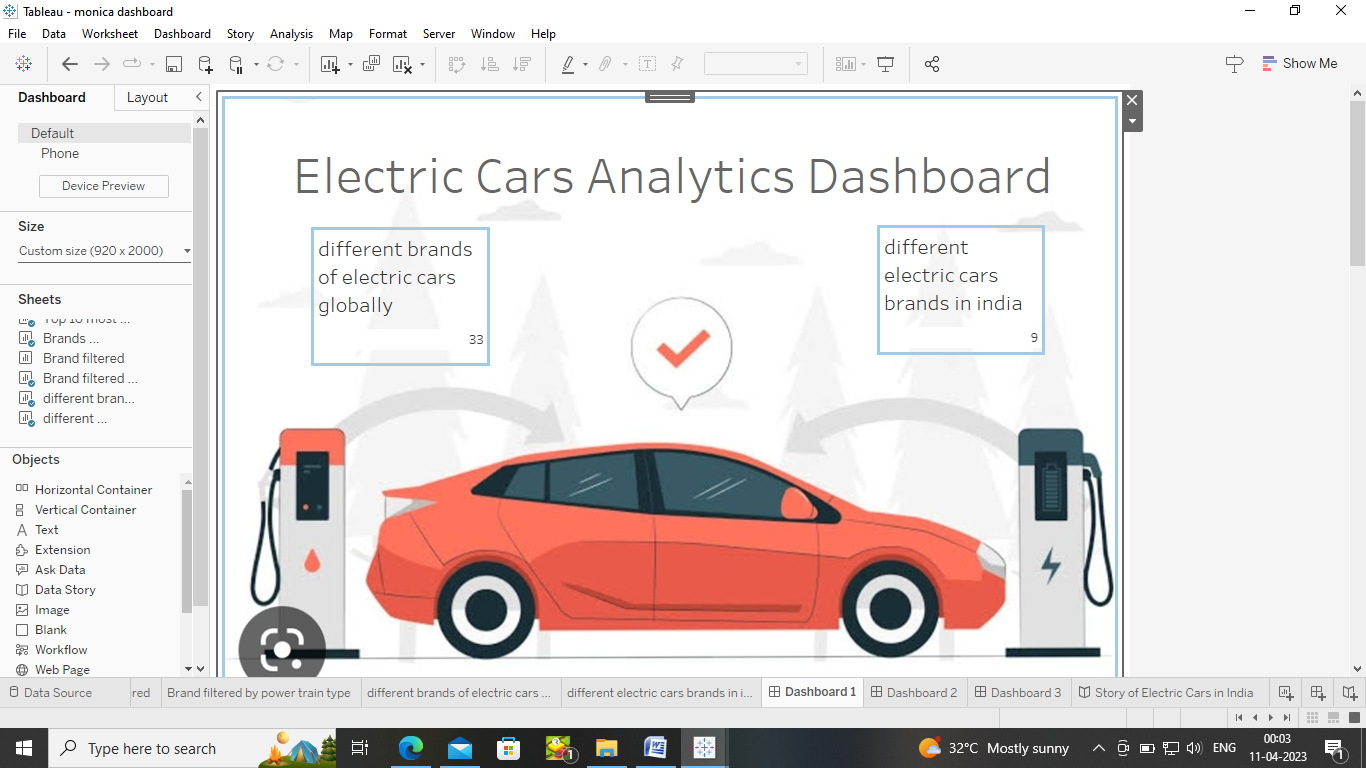 Tableau - monica dashboard
File Data Worksheet Dashboard Story Analysis Map Format Server Window Help
Show Me
Dashboard Layout
Default
Phone
Device Preview
Size
Custom size (920 x 2000)
Sheets
Top 10 most ...
Brands ...
Brand filtered
Brand filtered ...
different bran...
different ...
Objects
Horizontal Container
Vertical Container
Text
Extension
Ask Data
Data Story
Image
Blank
Workflow
Web Page
Electric Cars Analytics Dashboard
different brands
of electric cars
globally
33
different
electric cars
brands in india
9
Data Source
red
Brand filtered by power train type
different brands of electric cars ...
different electric cars brands in i...
Dashboard 1
Dashboard 2
Dashboard 3
Story of Electric Cars in India
Type here to search
1
32°C Mostly sunny
ENG
00:03
11-04-2023
1